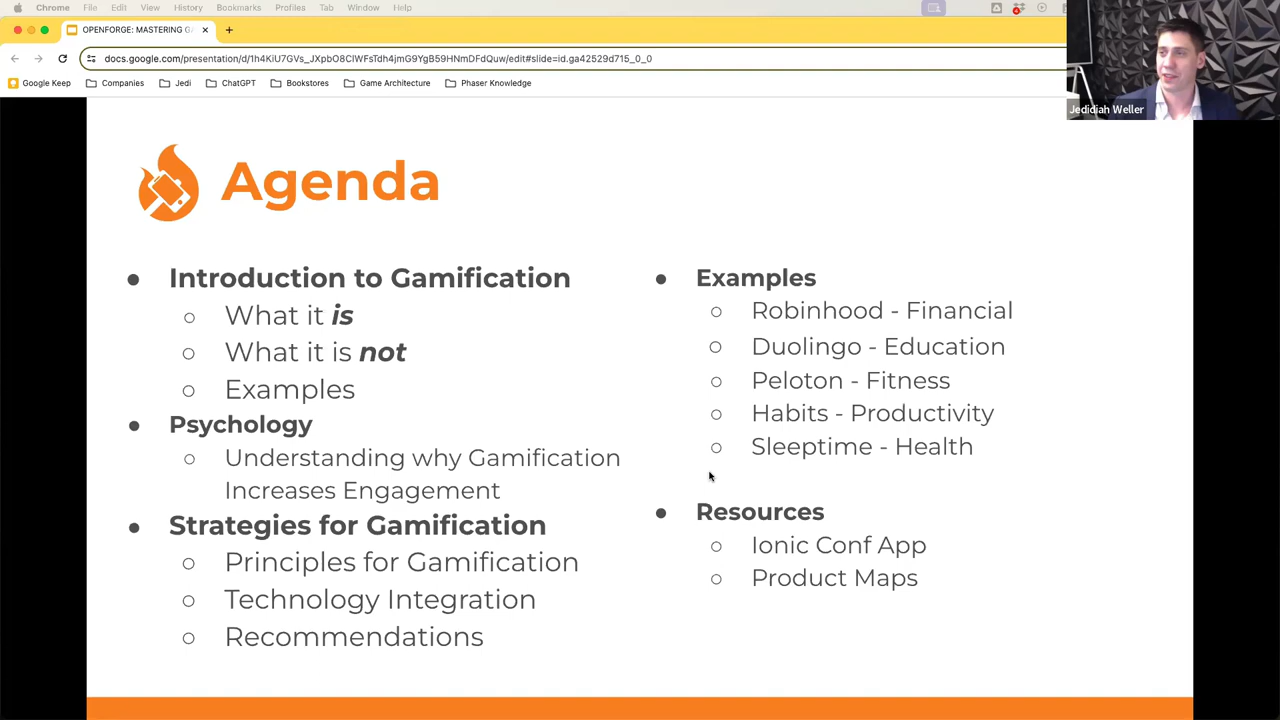 Chrome File Edit View History Bookmarks Profiles Tab Window Help
OPENFORGE: MASTERING GA
docs.google.com/presentation/d/1h4KiU7GVs_JXpbO8CIWFsTdh4jmG9YgB59HNmDFdQuw/edit#slide=id.ga42529d715_0_0
Google Keep Companies Jedi ChatGPT Bookstores Game Architecture Phaser Knowledge
Jedidiah Weller
Agenda
● Introduction to Gamification
○ What it is
○ What it is not
○ Examples
● Psychology
○ Understanding why Gamification
Increases Engagement
● Strategies for Gamification
○ Principles for Gamification
○ Technology Integration
○ Recommendations
● Examples
○ Robinhood - Financial
○ Duolingo - Education
○ Peloton - Fitness
○ Habits - Productivity
○ Sleeptime - Health
● Resources
○ Ionic Conf App
○ Product Maps